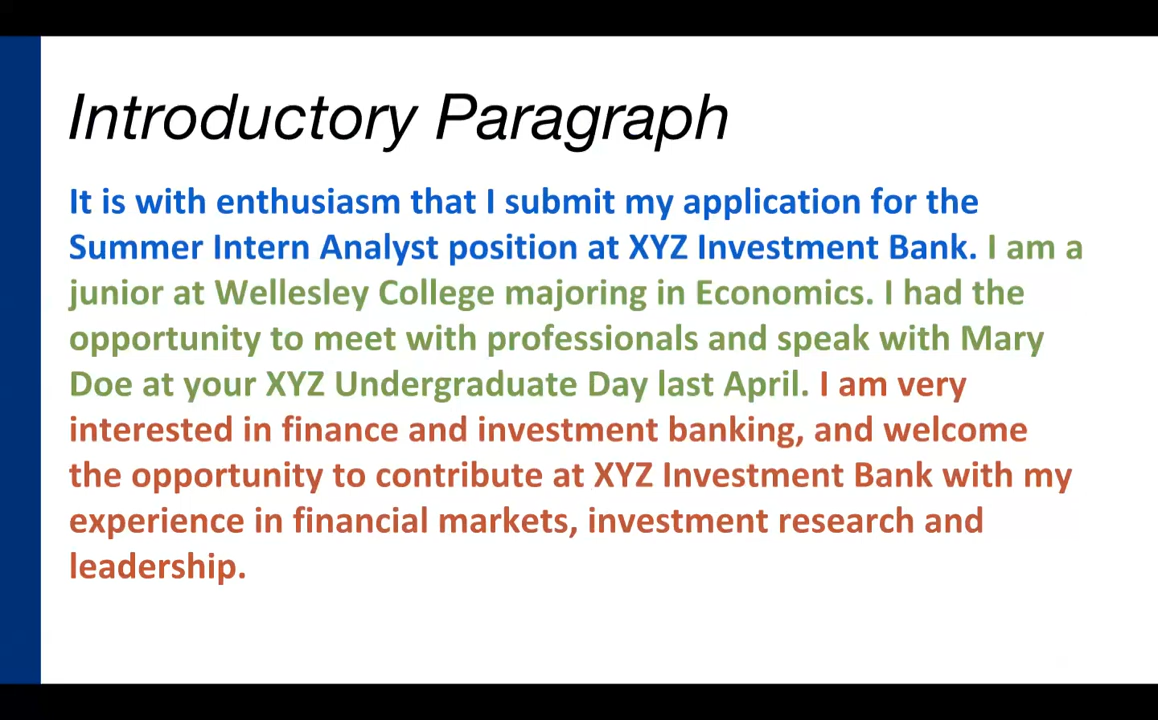 Introductory Paragraph
It is with enthusiasm that I submit my application for the
Summer Intern Analyst position at XYZ Investment Bank. I am a
junior at Wellesley College majoring in Economics. I had the
opportunity to meet with professionals and speak with Mary
Doe at your XYZ Undergraduate Day last April. I am very
interested in finance and investment banking, and welcome
the opportunity to contribute at XYZ Investment Bank with my
experience in financial markets, investment research and
leadership.